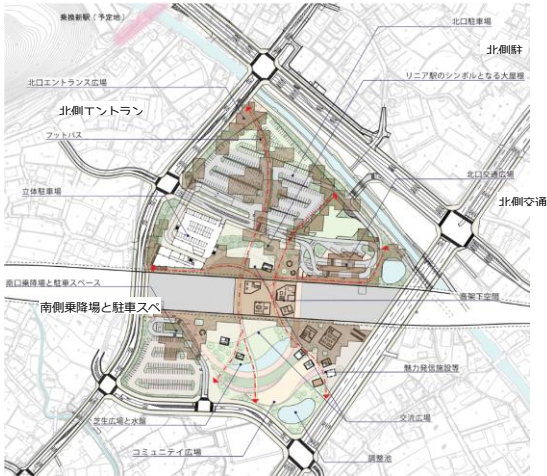 乗換新駅（予定地）
北口駐車場
北側駐
北口エントランス広場
リニア駅のシンボルとなる大屋根
北側エントラン
フットパス
北口交通広場
立体駐車場
北側交通
南口乗降場と駐車スペース
高架下空間
南側乗降場と駐車スペ
魅力発信施設等
芝生広場と水盤
交流広場
コミュニテイ広場
調整池